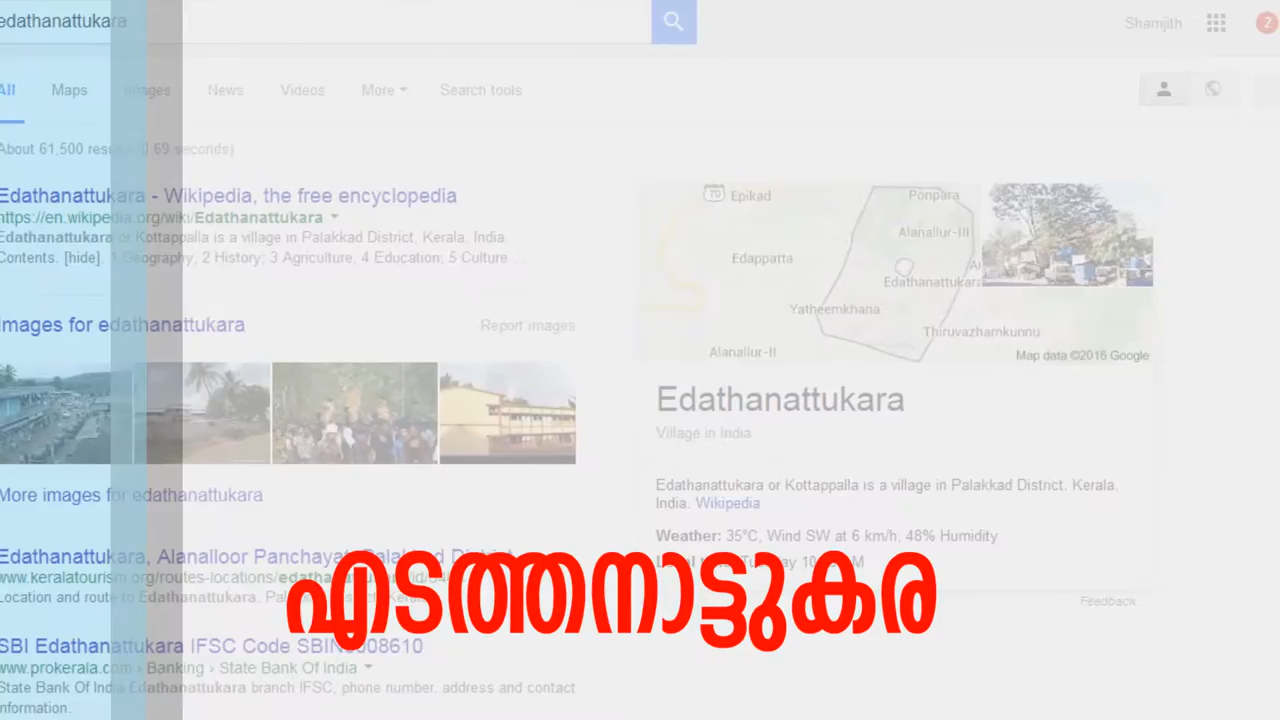 edathanattukara
Shamjith
2
All Maps Images News Videos More Search tools
About 61,500 results (0.69 seconds)
Edathanattukara - Wikipedia, the free encyclopedia
https://en.wikipedia.org/wiki/Edathanattukara
Edathanattukara or Kottappalla is a village in Palakkad District, Kerala. India.
Contents. [hide]. 1 Geography, 2 History; 3 Agriculture, 4 Education; 5 Culture ...
Images for edathanattukara
Report images
More images for edathanattukara
Edathanattukara, Alanalloor Panchayat, Palakkad District
www.keralatourism.org/routes-locations/
Location and route to Edathanattukara.
SBI Edathanattukara IFSC Code SBIN0008610
www.prokerala.com › Banking › State Bank Of India
State Bank Of India Edathanattukara branch IFSC, phone number, address and contact
information.
70 Epikad
Ponpara
Alanallur-III
Edappatta
Edathanattukara
Yatheemkhana
Thiruvazhamkunnu
Alanallur-II
Map data ©2016 Google
Edathanattukara
Village in India
Edathanattukara or Kottappalla is a village in Palakkad District, Kerala.
India. Wikipedia
Weather: 35°C, Wind SW at 6 km/h, 48% Humidity
Feedback
എടത്തനാട്ടുകര